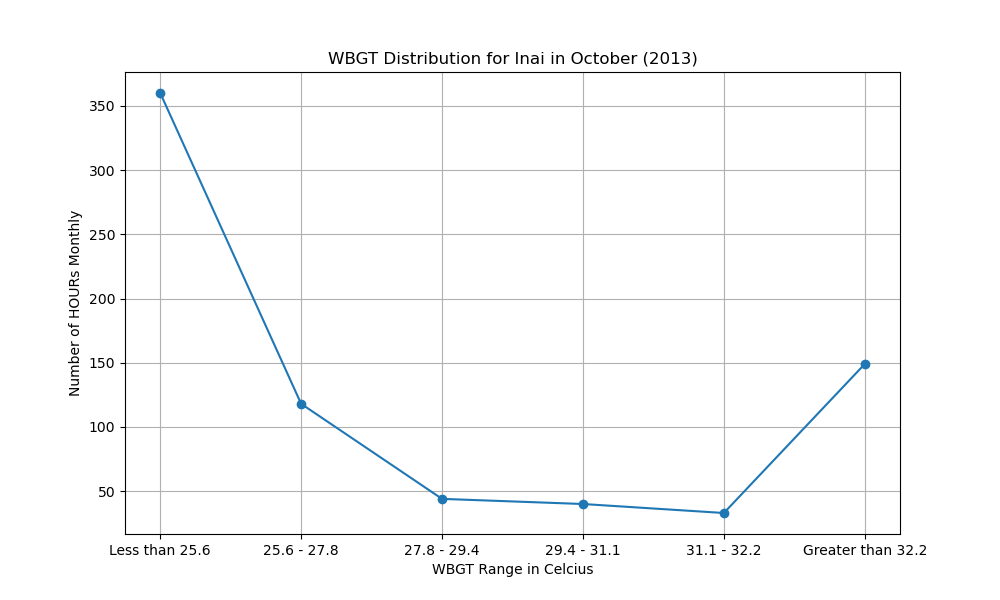 WBGT Distribution for Inai in October (2013)
Number of HOURs Monthly
350
300
250
200
150
100
50
Less than 25.6
25.6 - 27.8
27.8 - 29.4
29.4 - 31.1
31.1 - 32.2
Greater than 32.2
WBGT Range in Celcius